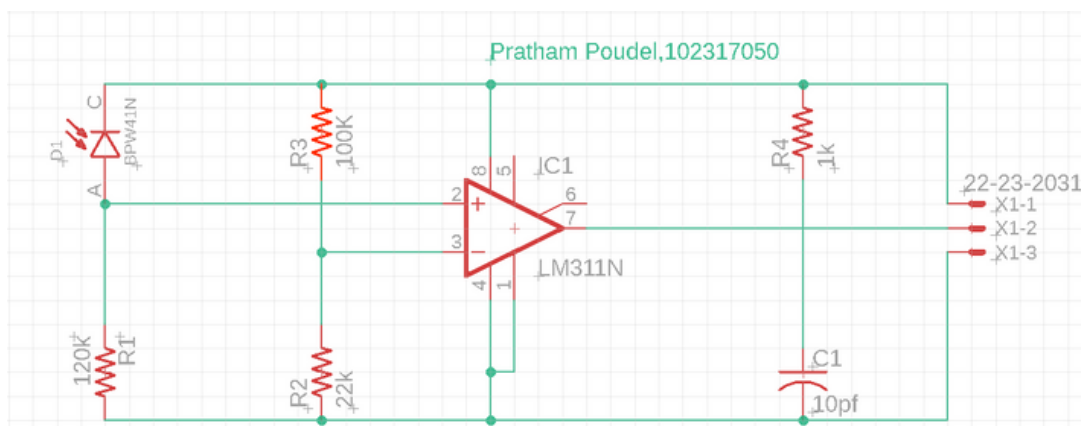 Pratham Poudel,102317050
C
BPW41N
D1
A
R3
100K
8
5
IC1
R4
1k
22-23-2031
2
+
6
X1-1
7
X1-2
3
-
X1-3
LM311N
4
1
120K
R1
R2
22k
C1
10pf